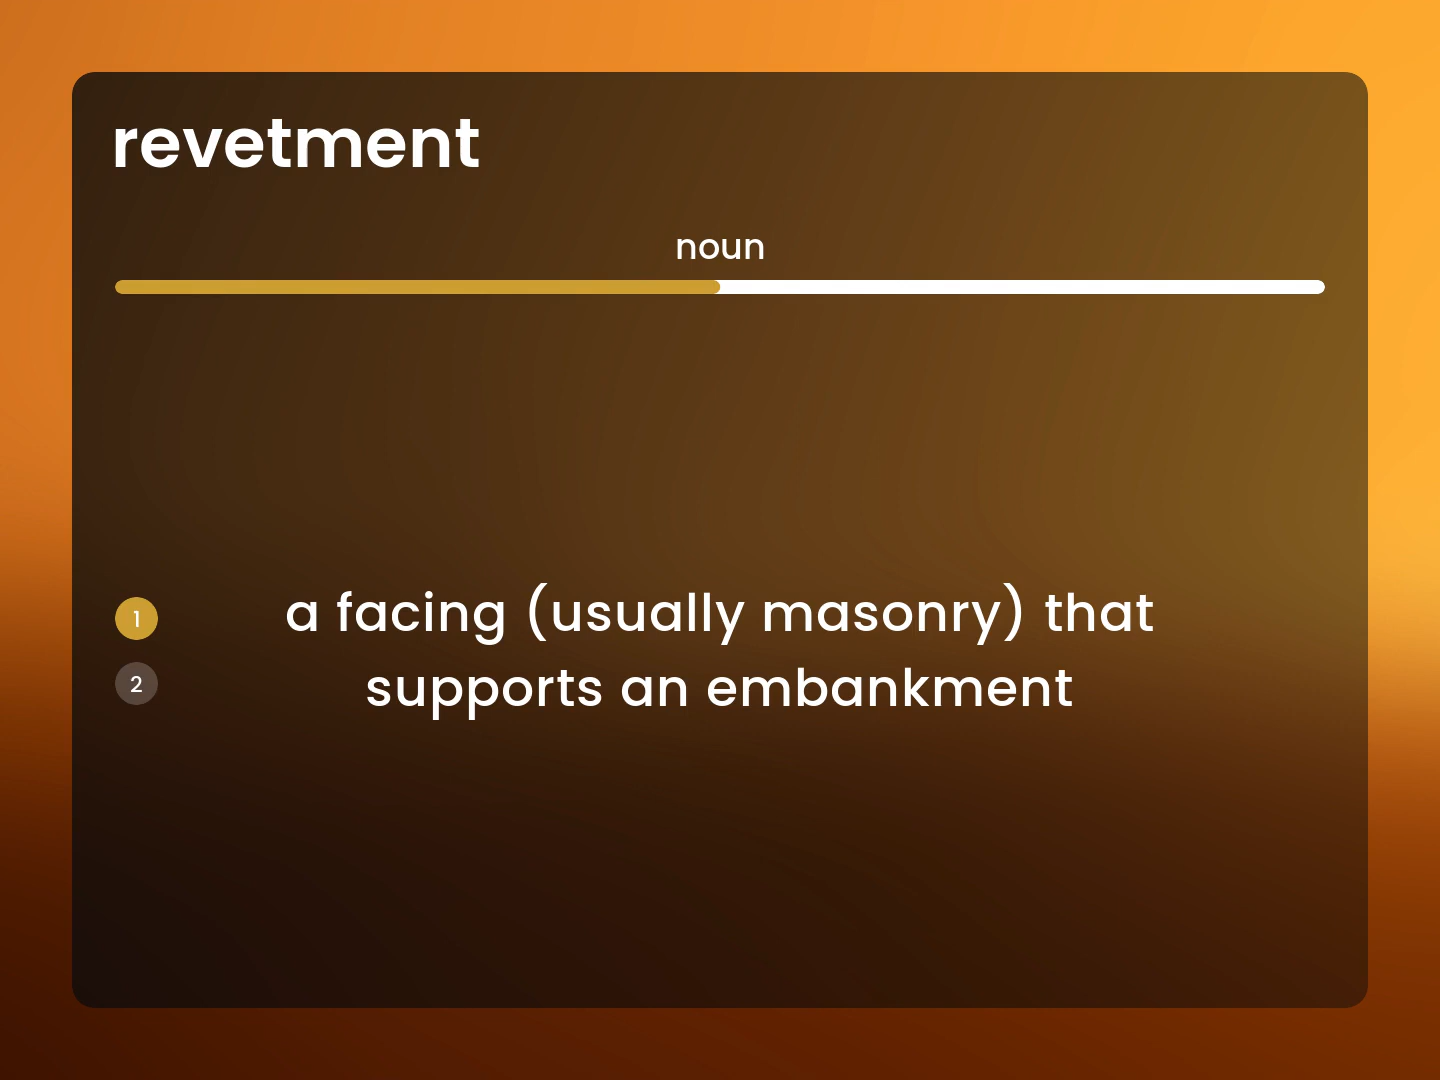 revetment
noun
1
a facing (usually masonry) that
2
supports an embankment